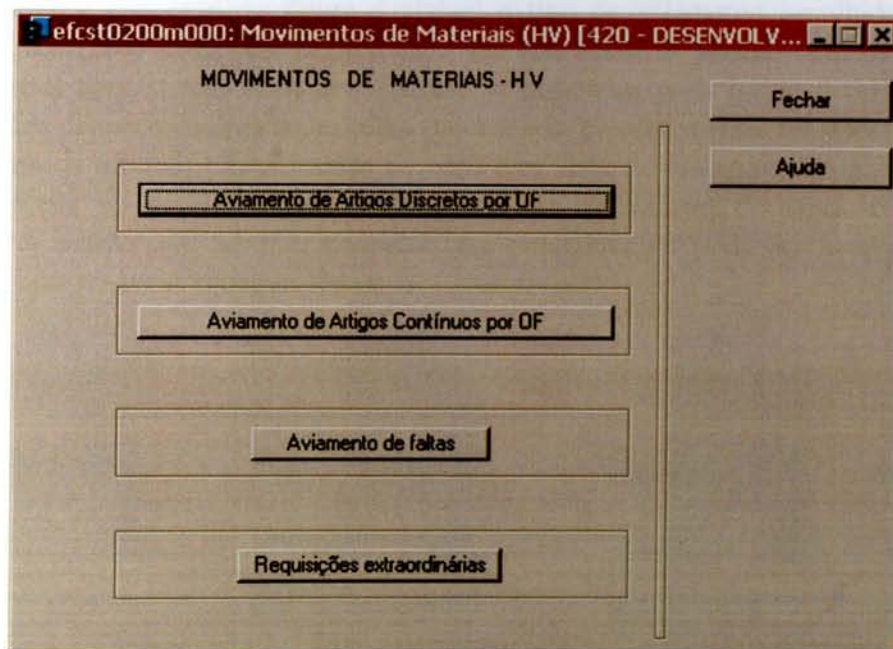 efcst0200m000: Movimentos de Materiais (HV) [420 - DESENVOLV...
MOVIMENTOS DE MATERIAIS - H V
Fechar
Ajuda
Aviamento de Artigos Discretos por OF
Aviamento de Artigos Contínuos por OF
Aviamento de faltas
Requisições extraordinárias